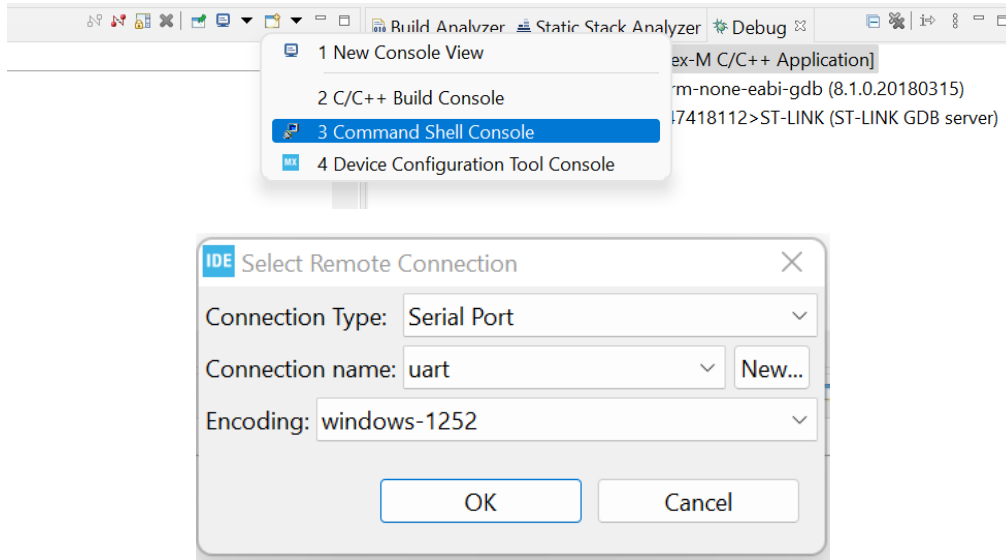 Build Analyzer Static Stack Analyzer Debug
1 New Console View
ex-M C/C++ Application]
2 C/C++ Build Console
rm-none-eabi-gdb (8.1.0.20180315)
3 Command Shell Console
47418112>ST-LINK (ST-LINK GDB server)
MX 4 Device Configuration Tool Console
IDE Select Remote Connection
Connection Type: Serial Port
Connection name: uart New...
Encoding: windows-1252
OK Cancel